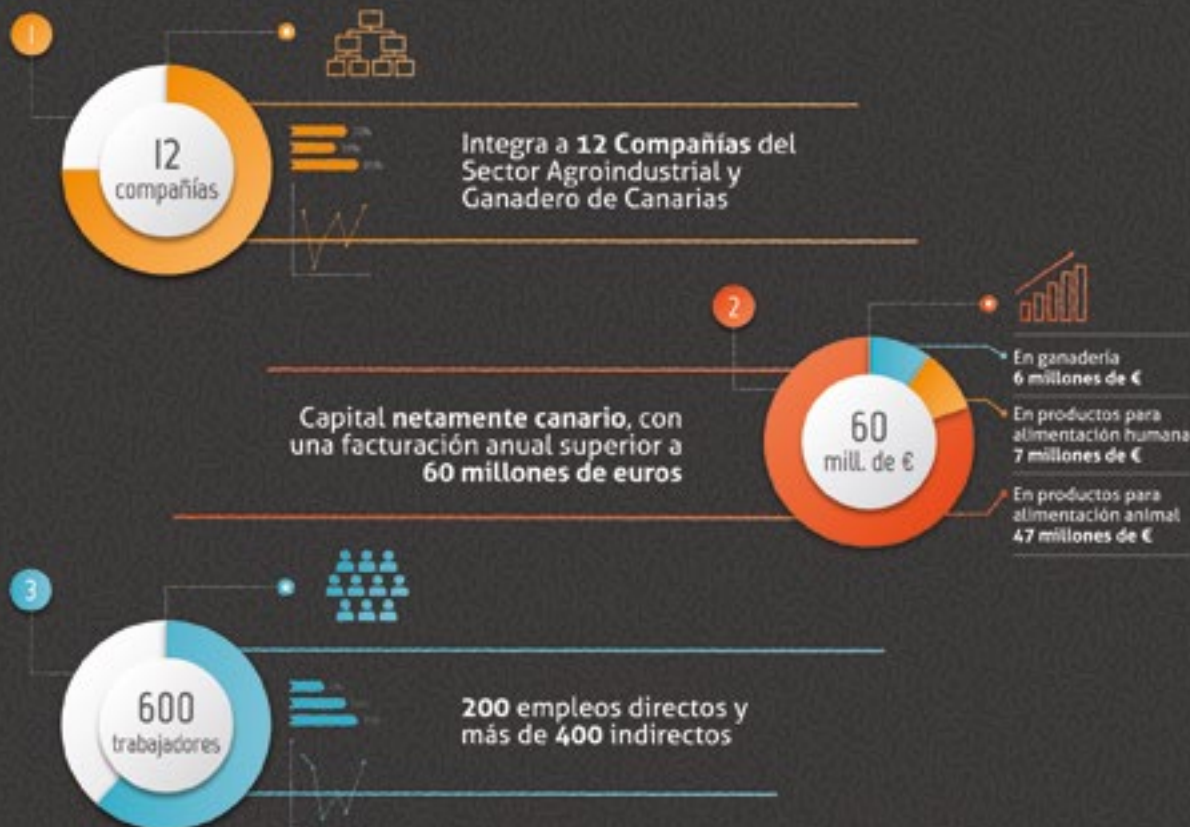 1
12
compañías
Integra a 12 Compañías del
Sector Agroindustrial y
Ganadero de Canarias
2
Capital netamente canario, con
una facturación anual superior a
60 millones de euros
60
mill. de €
En ganadería
6 millones de €
En productos para
alimentación humana
7 millones de €
En productos para
alimentación animal
47 millones de €
3
600
trabajadores
200 empleos directos y
más de 400 indirectos